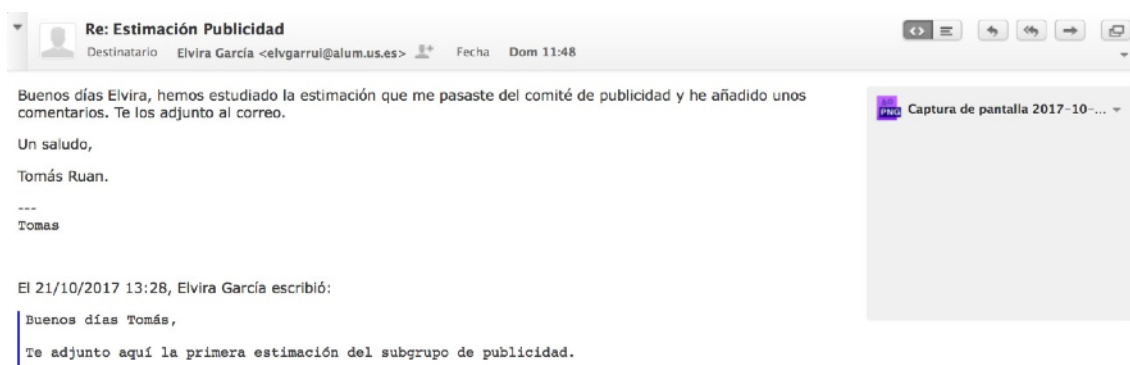 Re: Estimación Publicidad
Destinatario Elvira García <elvgarrui@alum.us.es> Fecha Dom 11:48
Buenos días Elvira, hemos estudiado la estimación que me pasaste del comité de publicidad y he añadido unos
comentarios. Te los adjunto al correo.
Captura de pantalla 2017-10-...
Un saludo,
Tomás Ruan.
---
Tomas
El 21/10/2017 13:28, Elvira García escribió:
Buenos días Tomás,
Te adjunto aquí la primera estimación del subgrupo de publicidad.